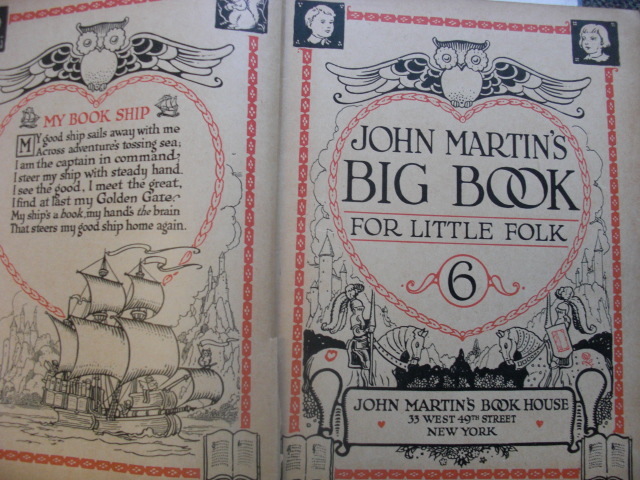 MY BOOK SHIP
My good ship sails away with me
Across adventure's tossing sea;
I am the captain in command;
I steer my ship with steady hand.
I see the good, I meet the great,
I find at last my Golden Gate;
My ship's a book, my hand's the brain
That steers my good ship home again.
JOHN MARTIN'S
BIG BOOK
FOR LITTLE FOLK
6
JOHN MARTIN'S BOOK HOUSE
33 WEST 49TH STREET
NEW YORK